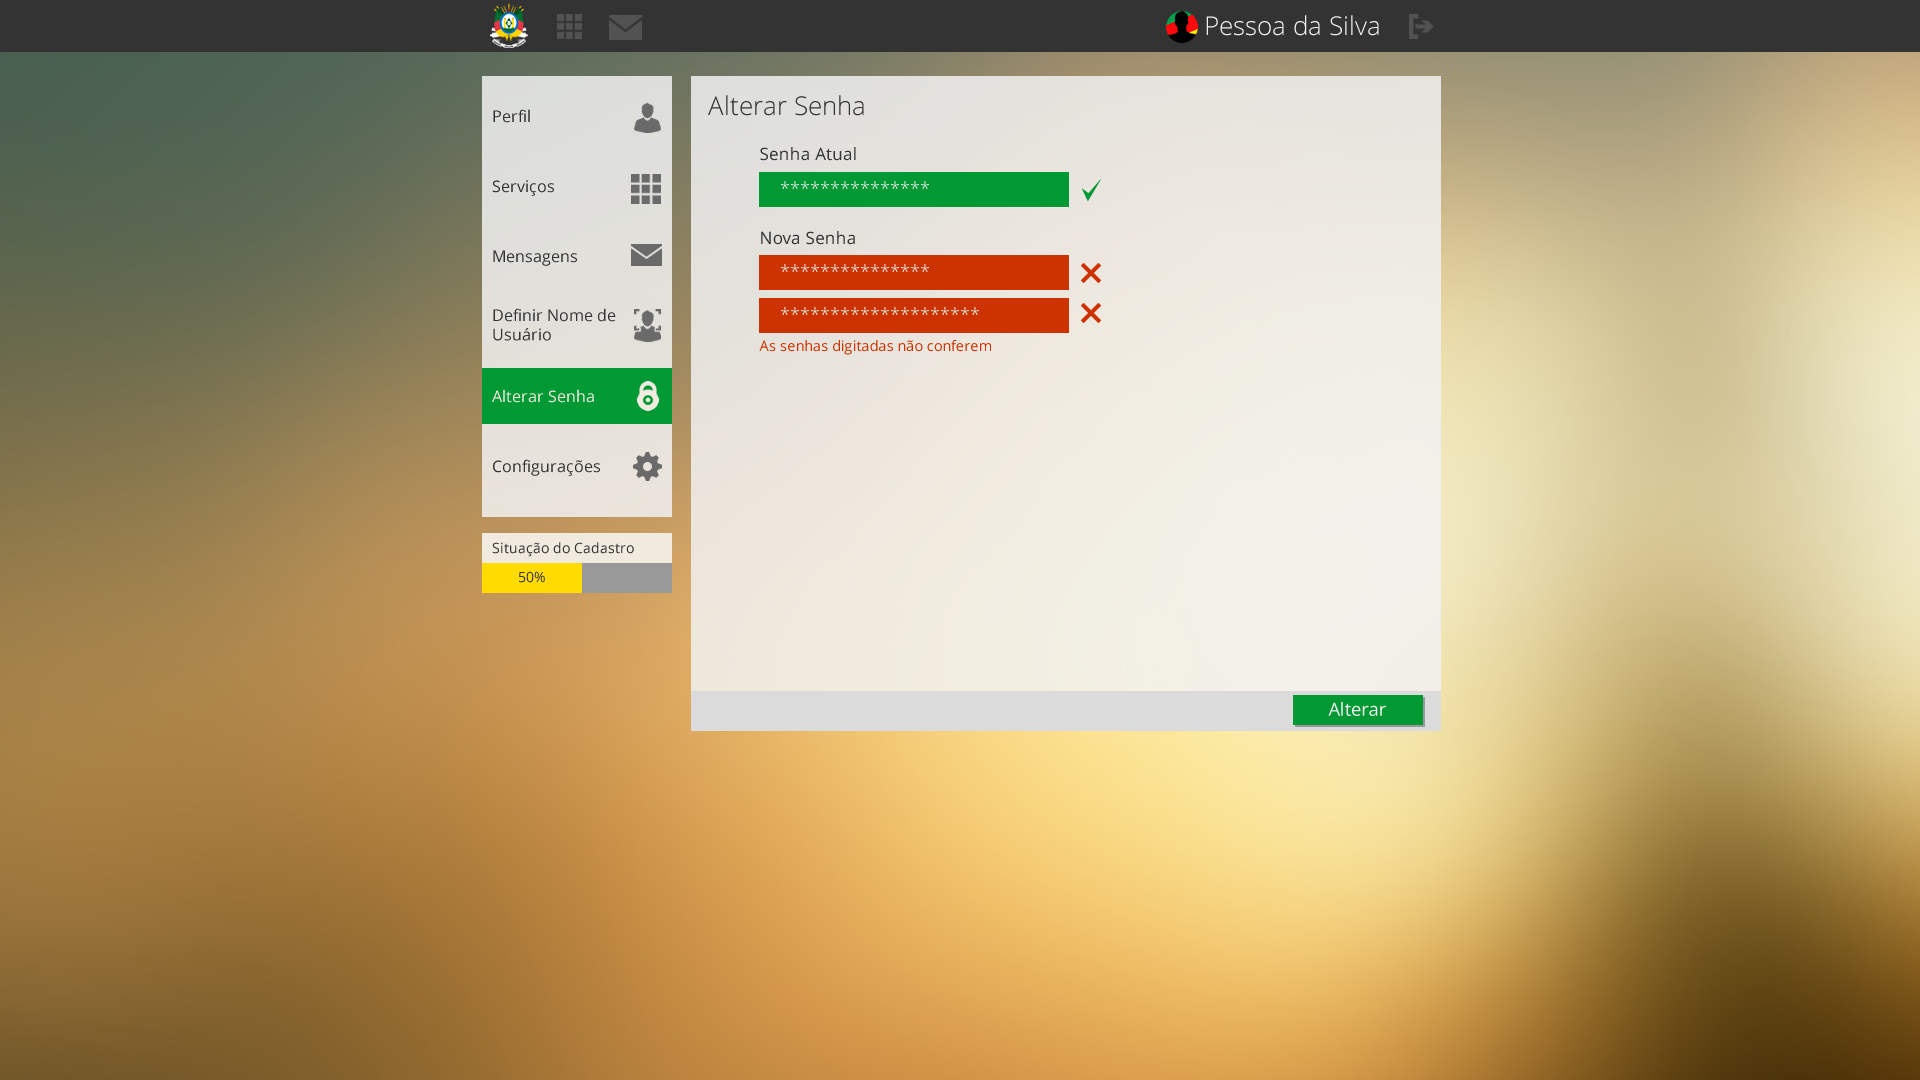 Pessoa da Silva
Perfil
Serviços
Mensagens
Definir Nome de
Usuário
Alterar Senha
Configurações
Situação do Cadastro
50%
Alterar Senha
Senha Atual
***************
Nova Senha
***************
********************
As senhas digitadas não conferem
Alterar